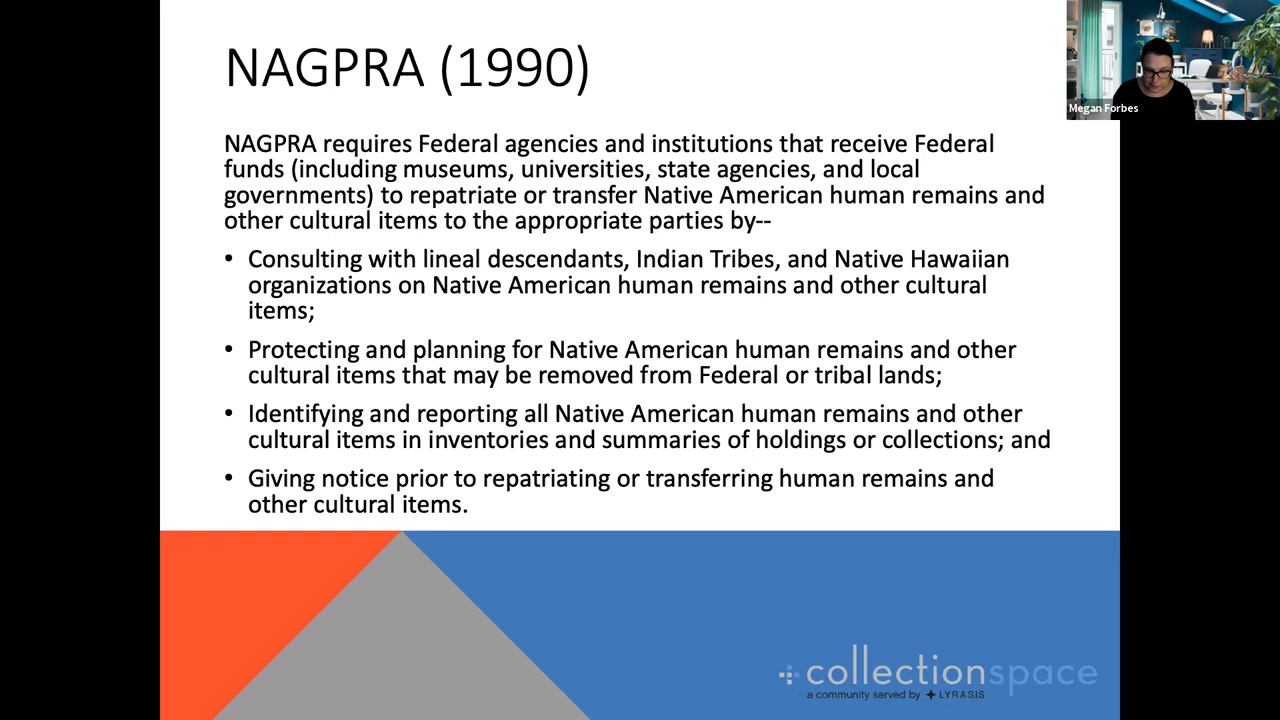 NAGPRA (1990)
NAGPRA requires Federal agencies and institutions that receive Federal
funds (including museums, universities, state agencies, and local
governments) to repatriate or transfer Native American human remains and
other cultural items to the appropriate parties by--
• Consulting with lineal descendants, Indian Tribes, and Native Hawaiian
organizations on Native American human remains and other cultural
items;
• Protecting and planning for Native American human remains and other
cultural items that may be removed from Federal or tribal lands;
• Identifying and reporting all Native American human remains and other
cultural items in inventories and summaries of holdings or collections; and
• Giving notice prior to repatriating or transferring human remains and
other cultural items.
collectionspace
a community served by LYRASIS
Megan Forbes